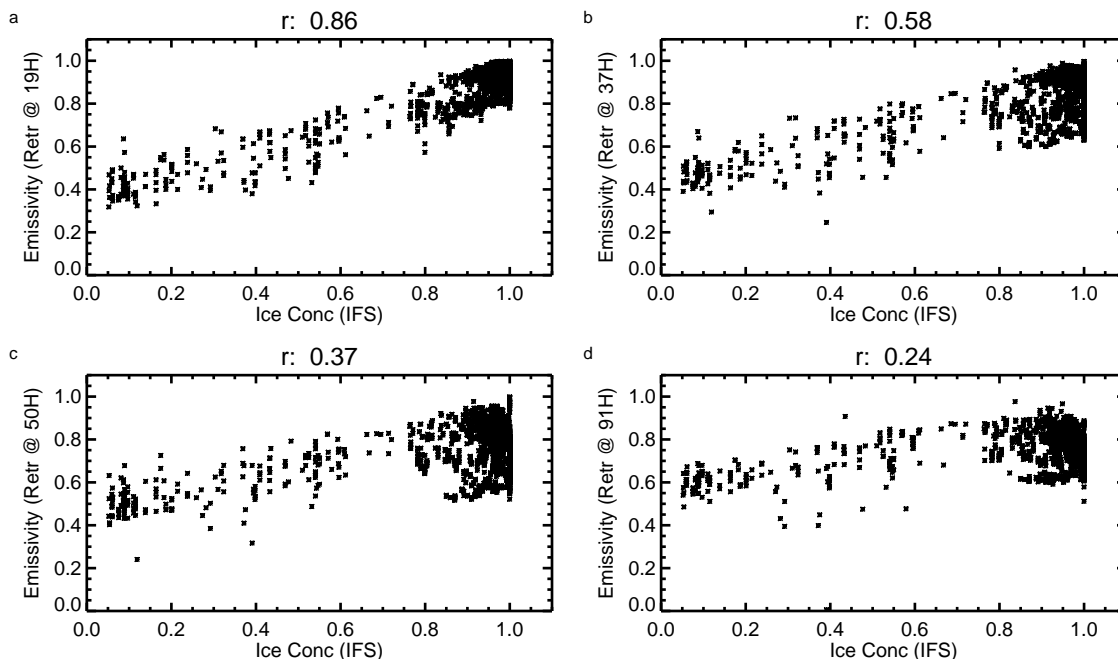 a
r: 0.86
1.0
0.8
0.6
0.4
0.2
0.0
Emissivity (Retr @ 19H)
0.0 0.2 0.4 0.6 0.8 1.0
Ice Conc (IFS)
b
r: 0.58
1.0
0.8
0.6
0.4
0.2
0.0
Emissivity (Retr @ 37H)
0.0 0.2 0.4 0.6 0.8 1.0
Ice Conc (IFS)
c
r: 0.37
1.0
0.8
0.6
0.4
0.2
0.0
Emissivity (Retr @ 50H)
0.0 0.2 0.4 0.6 0.8 1.0
Ice Conc (IFS)
d
r: 0.24
1.0
0.8
0.6
0.4
0.2
0.0
Emissivity (Retr @ 91H)
0.0 0.2 0.4 0.6 0.8 1.0
Ice Conc (IFS)